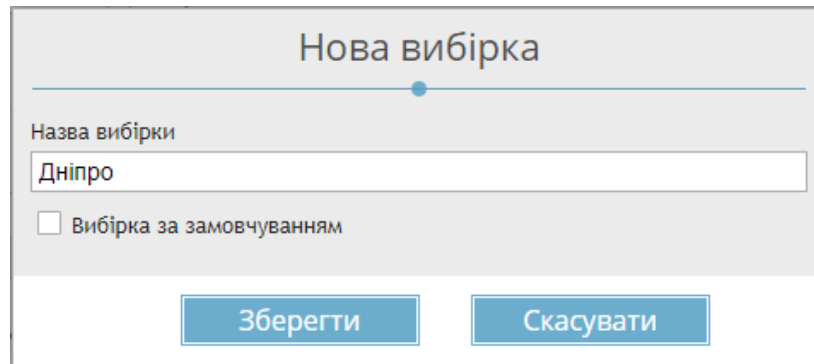 Нова вибірка
Назва вибірки
Дніпро
Вибірка за замовчуванням
Зберегти Скасувати